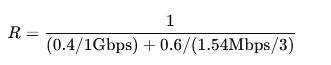 R = 1 / (0.4/1Gbps) + 0.6/(1.54Mbps/3)